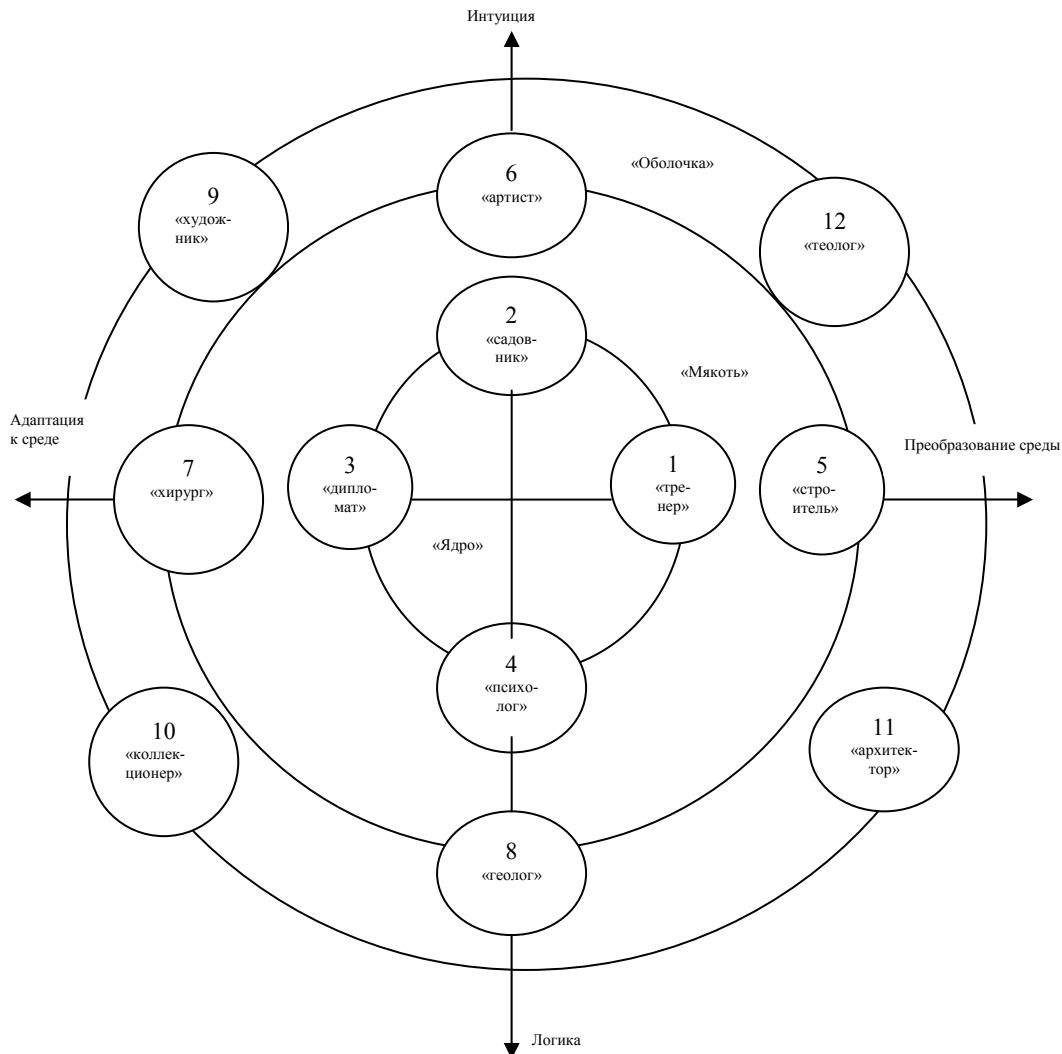 Интуиция
«Оболочка»
6
«артист»
9
«худож-
ник»
12
«теолог»
2
«садов-
ник»
«Мякоть»
Адаптация
к среде
Преобразование среды
7
«хирург»
3
«дипло-
мат»
1
«тре-
нер»
5
«стро-
итель»
«Ядро»
4
«психо-
лог»
10
«коллек-
ционер»
11
«архитек-
тор»
8
«геолог»
Логика